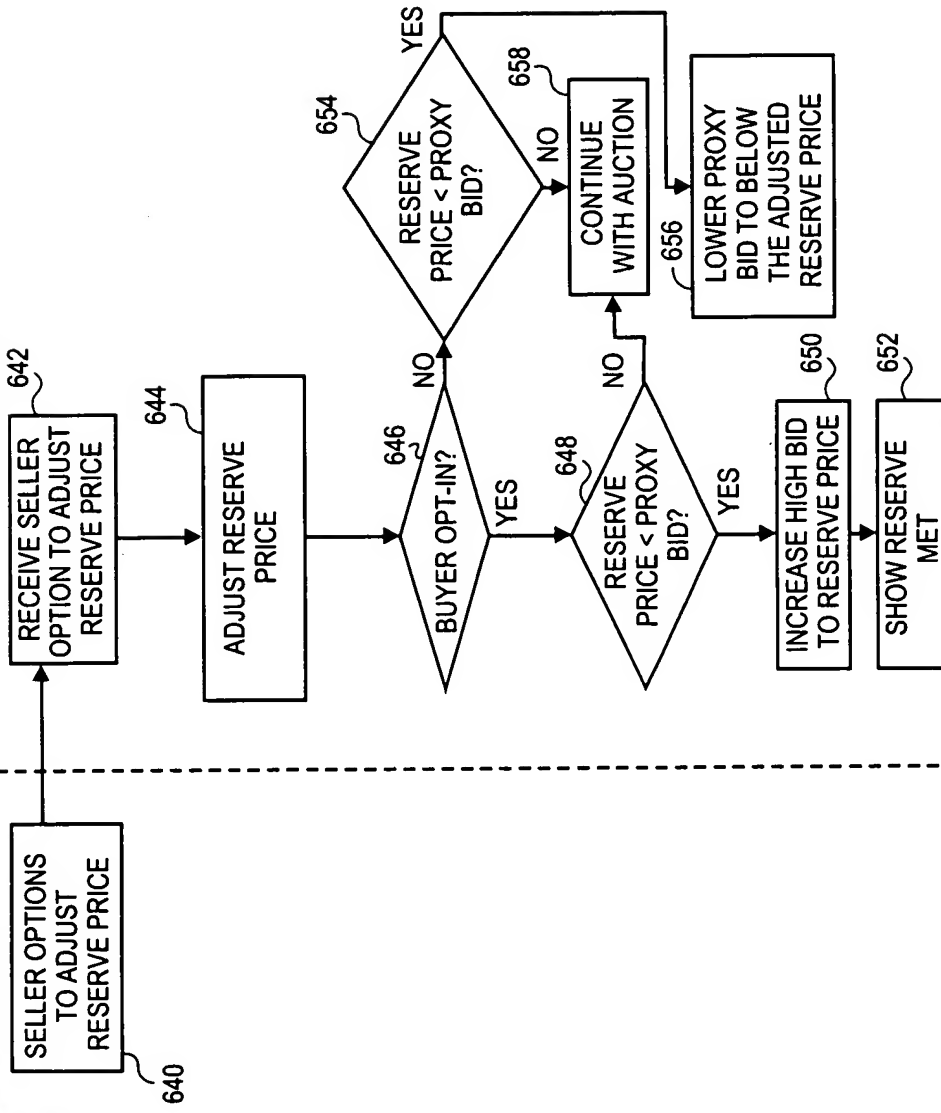 SELLER OPTIONS
TO ADJUST
RESERVE PRICE
640
642
RECEIVE SELLER
OPTION TO ADJUST
RESERVE PRICE
644
ADJUST RESERVE
PRICE
646
BUYER OPT-IN?
NO
YES
654
RESERVE
PRICE < PROXY
BID?
YES
NO
648
RESERVE
PRICE < PROXY
BID?
NO
YES
658
CONTINUE
WITH AUCTION
656
LOWER PROXY
BID TO BELOW
THE ADJUSTED
RESERVE PRICE
650
INCREASE HIGH BID
TO RESERVE PRICE
652
SHOW RESERVE
MET